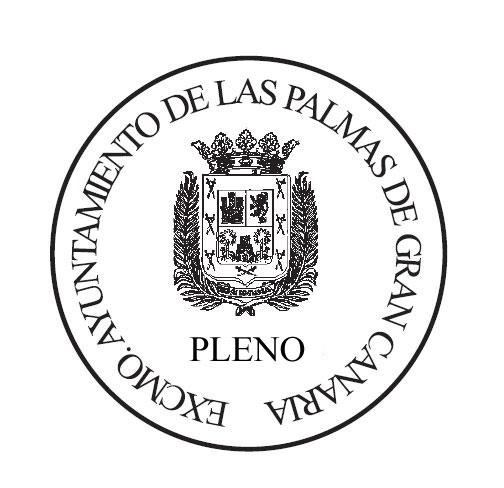 EXCMO. AYUNTAMIENTO DE LAS PALMAS DE GRAN CANARIA
PLENO